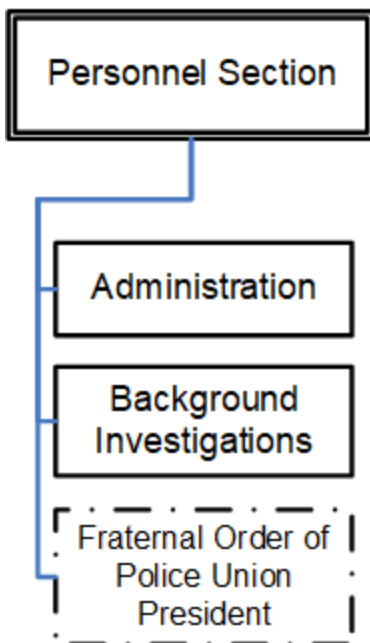 Personnel Section
Administration
Background
Investigations
Fraternal Order of
Police Union
President